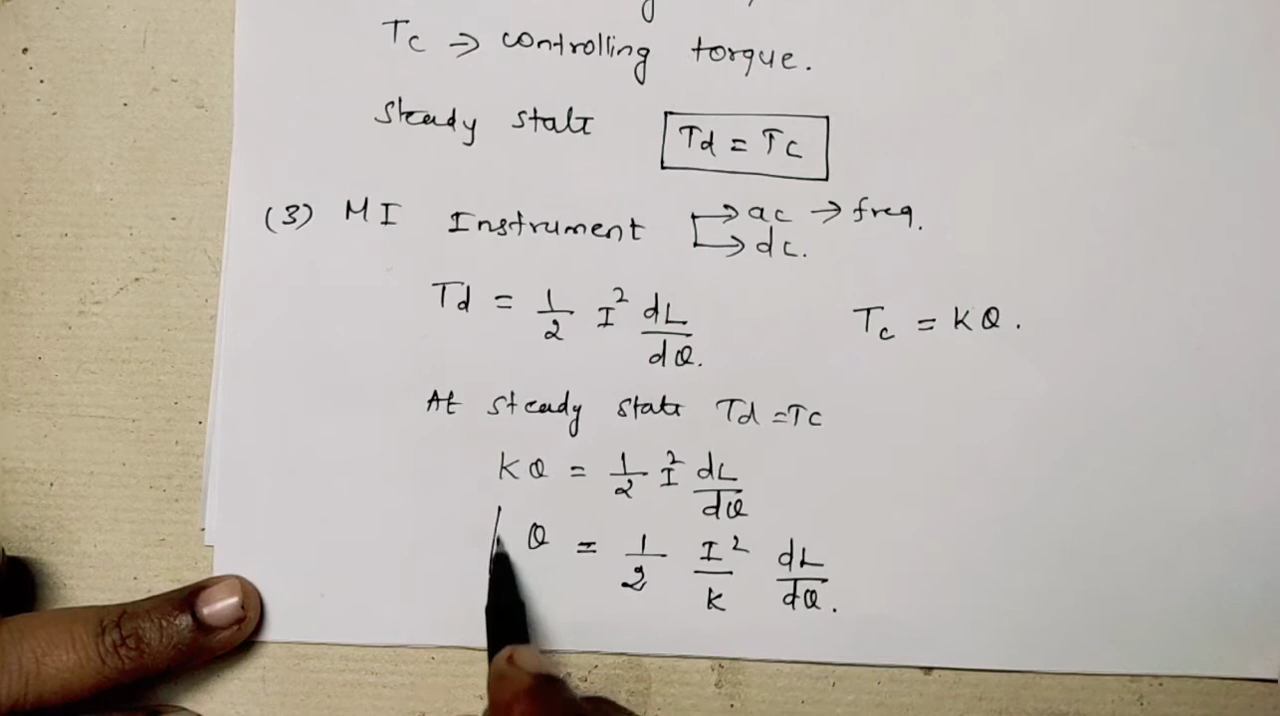 Tc → controlling torque.
Steady state Td = Tc
(3) MI Instrument → ac → freq.
→ dc.
Td = 1/2 I² dL/dθ. Tc = Kθ.
At steady state Td = Tc
Kθ = 1/2 I² dL/dθ
θ = 1/2 I²/K dL/dθ.